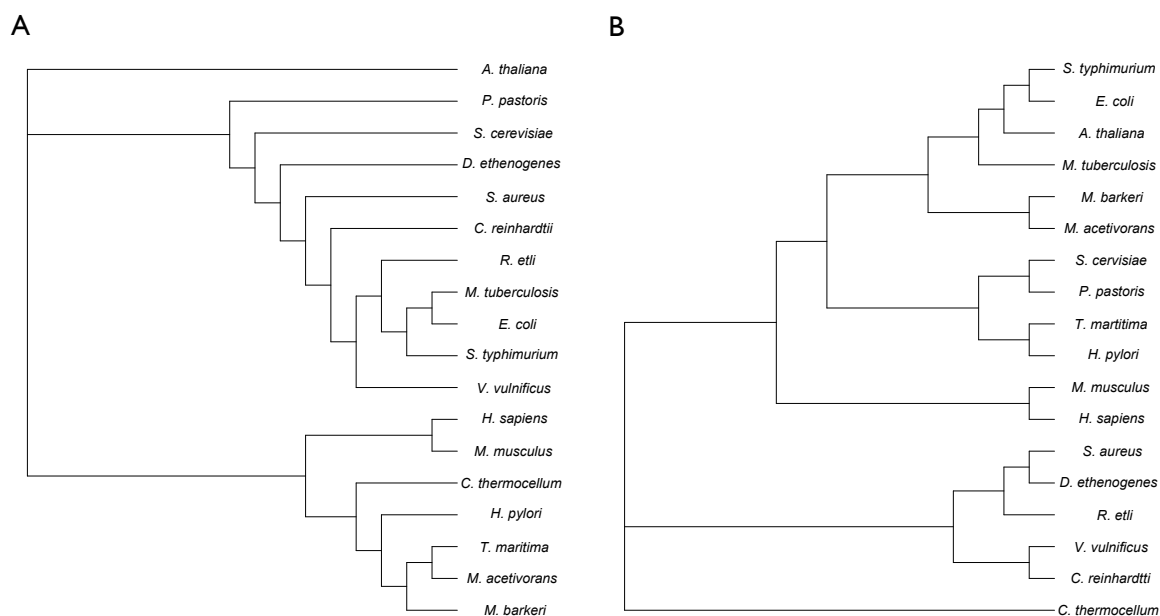 A
A. thaliana
P. pastoris
S. cerevisiae
D. ethenogenes
S. aureus
C. reinhardtii
R. etli
M. tuberculosis
E. coli
S. typhimurium
V. vulnificus
H. sapiens
M. musculus
C. thermocellum
H. pylori
T. maritima
M. acetivorans
M. barkeri
B
S. typhimurium
E. coli
A. thaliana
M. tuberculosis
M. barkeri
M. acetivorans
S. cervisiae
P. pastoris
T. martitima
H. pylori
M. musculus
H. sapiens
S. aureus
D. ethenogenes
R. etli
V. vulnificus
C. reinhardtti
C. thermocellum